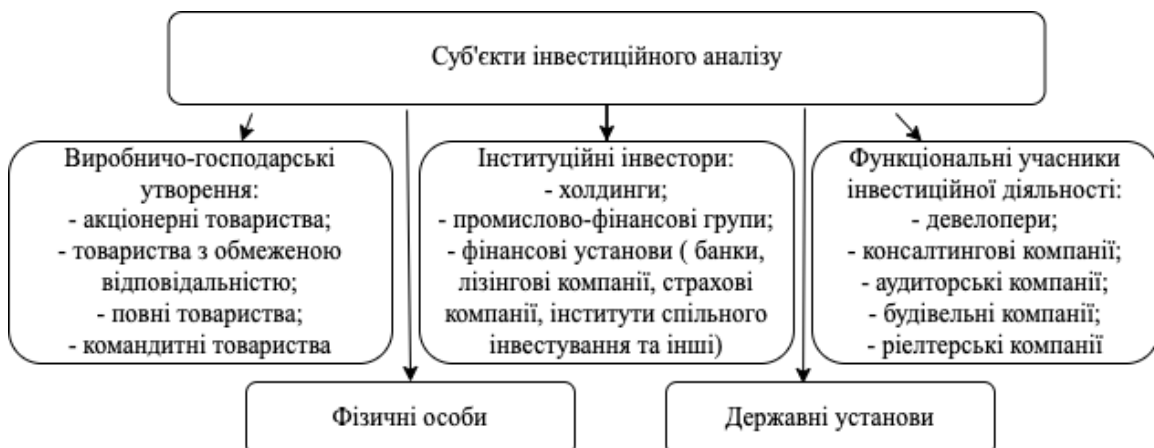 Суб'єкти інвестиційного аналізу
Виробничо-господарські
утворення:
- акціонерні товариства;
- товариства з обмеженою
відповідальністю;
- повні товариства;
- командитні товариства
Інституційні інвестори:
- холдинги;
- промислово-фінансові групи;
- фінансові установи ( банки,
лізингові компанії, страхові
компанії, інститути спільного
інвестування та інші)
Функціональні учасники
інвестиційної діяльності:
- девелопери;
- консалтингові компанії;
- аудиторські компанії;
- будівельні компанії;
- ріелтерські компанії
Фізичні особи
Державні установи